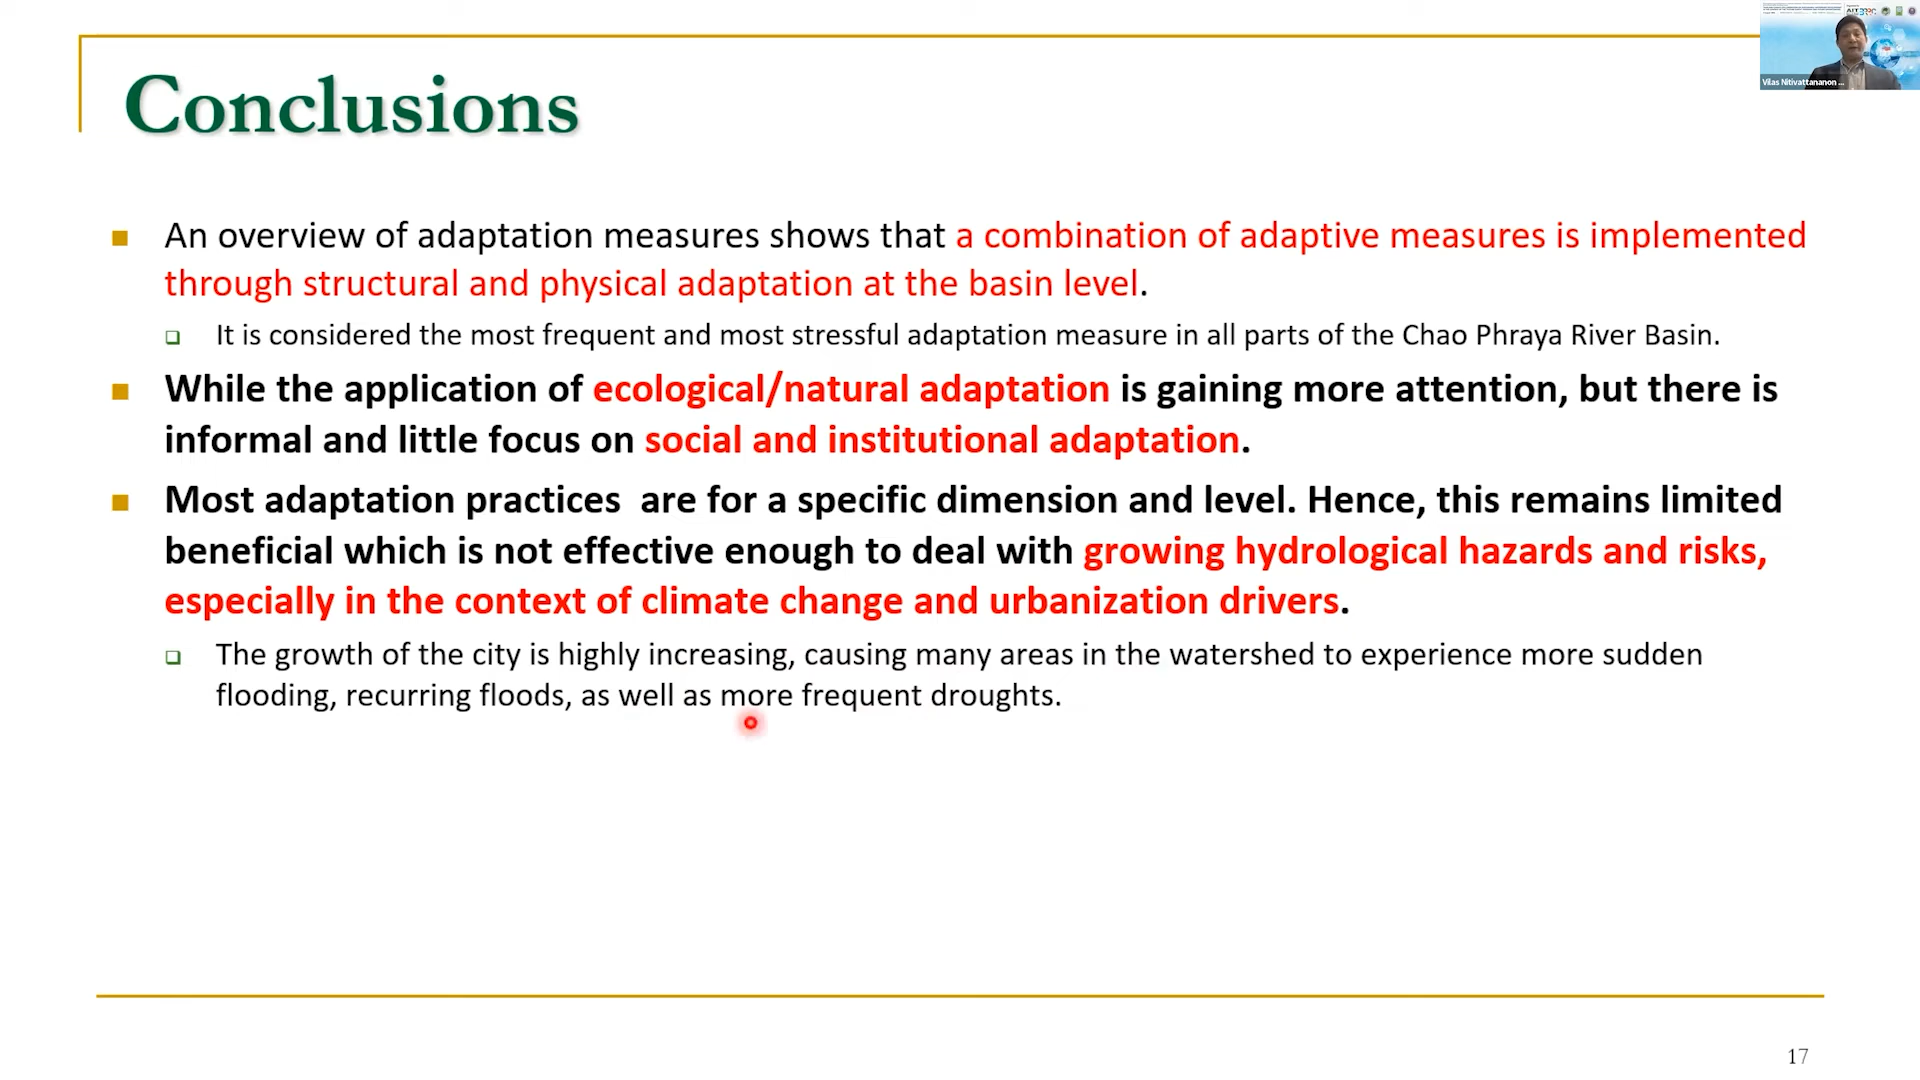 Conclusions
An overview of adaptation measures shows that a combination of adaptive measures is implemented
through structural and physical adaptation at the basin level.
It is considered the most frequent and most stressful adaptation measure in all parts of the Chao Phraya River Basin.
While the application of ecological/natural adaptation is gaining more attention, but there is
informal and little focus on social and institutional adaptation.
Most adaptation practices  are for a specific dimension and level. Hence, this remains limited
beneficial which is not effective enough to deal with growing hydrological hazards and risks,
especially in the context of climate change and urbanization drivers.
The growth of the city is highly increasing, causing many areas in the watershed to experience more sudden
flooding, recurring floods, as well as more frequent droughts.
17
Vilas Nitivattananon ...